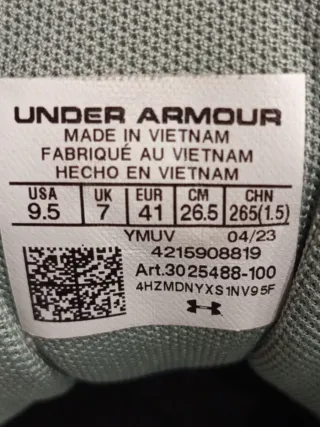 UNDER ARMOUR
MADE IN VIETNAM
FABRIQUÉ AU VIETNAM
HECHO EN VIETNAM
USA UK EUR CM CHN
9.5 7 41 26.5 265(1.5)
YMUV 04/23
4215908819
Art.3025488-100
4HZMDNYXS1NV95F